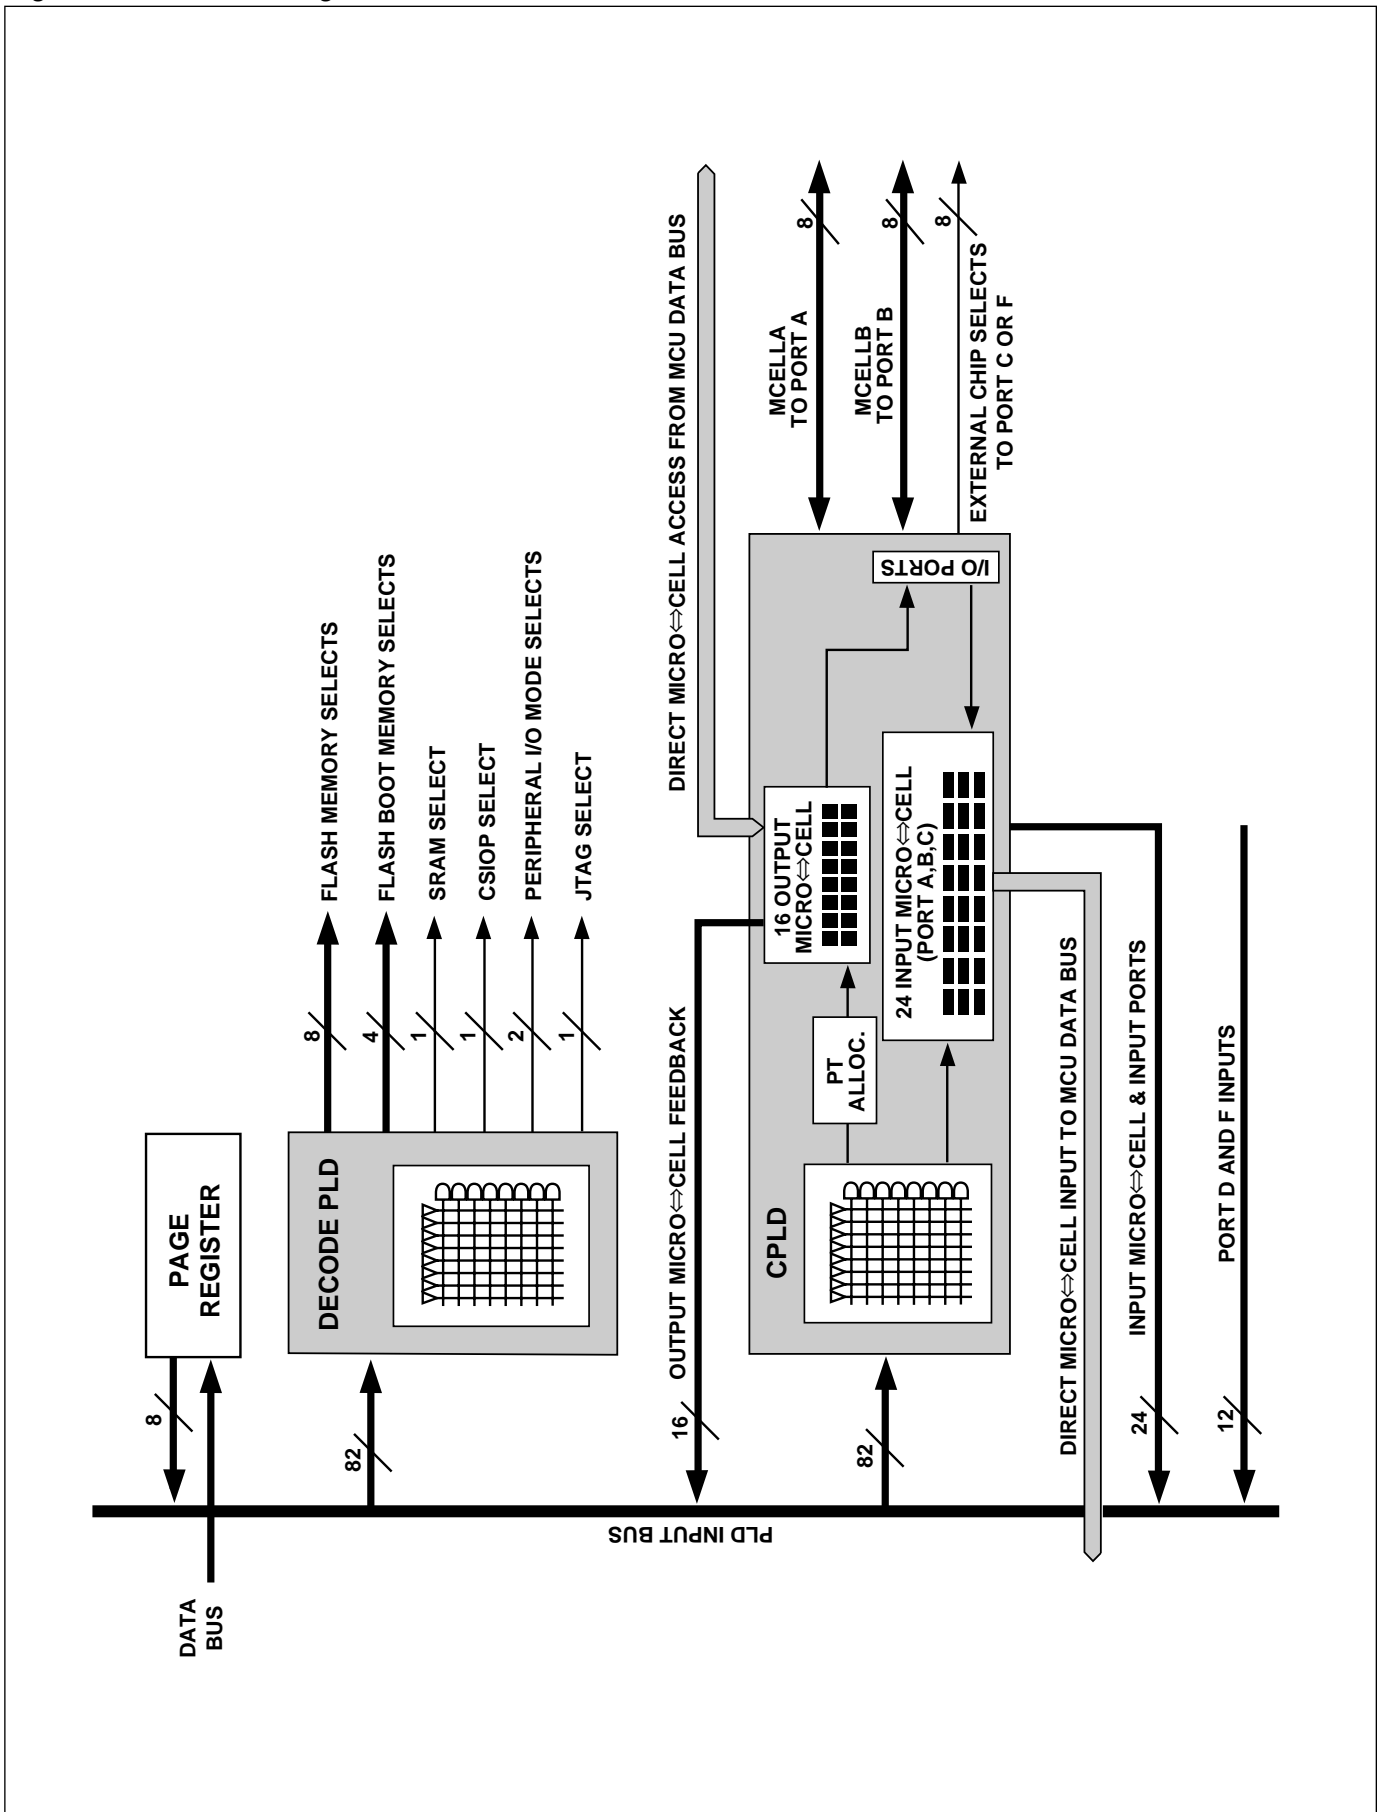 DATA
BUS
8
PAGE
REGISTER
PLD INPUT BUS
82
DECODE PLD
8
FLASH MEMORY SELECTS
4
FLASH BOOT MEMORY SELECTS
1
SRAM SELECT
1
CSIOP SELECT
2
PERIPHERAL I/O MODE SELECTS
1
JTAG SELECT
16
OUTPUT MICRO⇔CELL FEEDBACK
DIRECT MICRO⇔CELL ACCESS FROM MCU DATA BUS
82
CPLD
PT
ALLOC.
16 OUTPUT
MICRO⇔CELL
24 INPUT MICRO⇔CELL
(PORT A,B,C)
I/O PORTS
MCELLA
TO PORT A
8
MCELLB
TO PORT B
8
EXTERNAL CHIP SELECTS
TO PORT C OR F
8
DIRECT MICRO⇔CELL INPUT TO MCU DATA BUS
24
INPUT MICRO⇔CELL & INPUT PORTS
12
PORT D AND F INPUTS